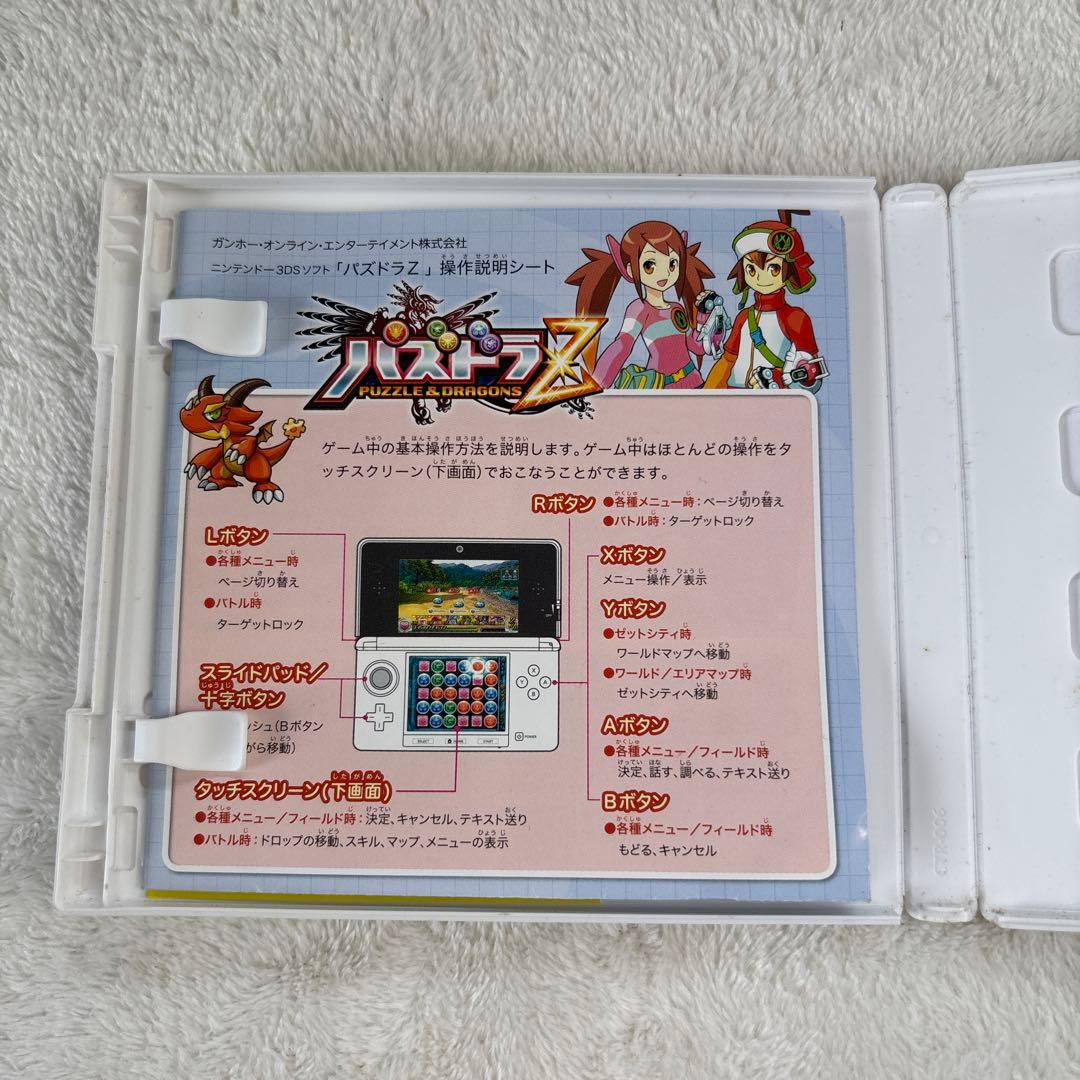 ガンホー・オンライン・エンターテイメント株式会社
ニンテンドー3DSソフト「パズドラZ」操作説明シート
パズドラZ
PUZZLE & DRAGONS
ゲーム中の基本操作方法を説明します。ゲーム中はほとんどの操作をタ
ッチスクリーン(下画面)でおこなうことができます。
Rボタン
●各種メニュー時:ページ切り替え
●バトル時:ターゲットロック
Lボタン
●各種メニュー時
ページ切り替え
●バトル時
ターゲットロック
Xボタン
メニュー操作/表示
Yボタン
●ゼットシティ時
ワールドマップへ移動
●ワールド/エリアマップ時
ゼットシティへ移動
スライドパッド/
十字ボタン
ッシュ(Bボタン
がら移動)
X
Y
A
B
SELECT
HOME
START
POWER
Aボタン
●各種メニュー/フィールド時
決定、話す、調べる、テキスト送り
Bボタン
●各種メニュー/フィールド時
もどる、キャンセル
タッチスクリーン(下画面)
●各種メニュー/フィールド時:決定、キャンセル、テキスト送り
●バトル時:ドロップの移動、スキル、マップ、メニューの表示
CTR-006